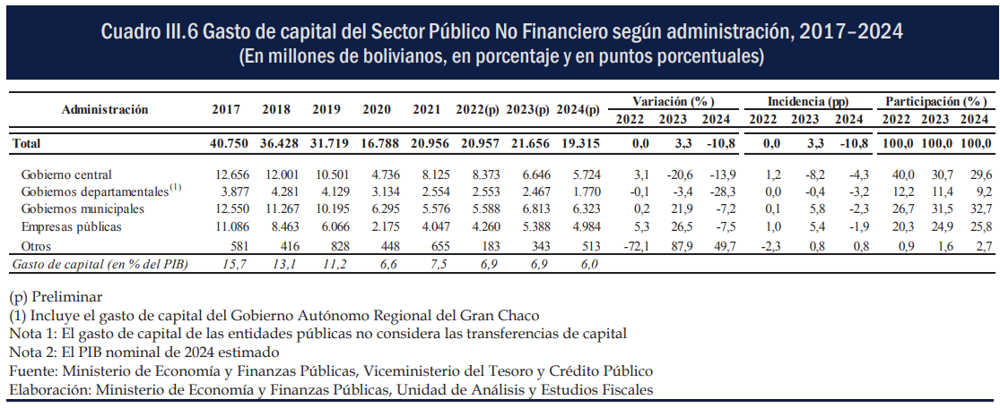 Cuadro III.6 Gasto de capital del Sector Público No Financiero según administración, 2017–2024
(En millones de bolivianos, en porcentaje y en puntos porcentuales)
Administración 2017 2018 2019 2020 2021 2022(p) 2023(p) 2024(p) Variación (%) Incidencia (pp) Participación (%)
2022 2023 2024 2022 2023 2024 2022 2023 2024
Total 40.750 36.428 31.719 16.788 20.956 20.957 21.656 19.315 0,0 3,3 -10,8 0,0 3,3 -10,8 100,0 100,0 100,0
Gobierno central 12.656 12.001 10.501 4.736 8.125 8.373 6.646 5.724 3,1 -20,6 -13,9 1,2 -8,2 -4,3 40,0 30,7 29,6
Gobiernos departamentales(1) 3.877 4.281 4.129 3.134 2.554 2.553 2.467 1.770 -0,1 -3,4 -28,3 0,0 -0,4 -3,2 12,2 11,4 9,2
Gobiernos municipales 12.550 11.267 10.195 6.295 5.576 5.588 6.813 6.323 0,2 21,9 -7,2 0,1 5,8 -2,3 26,7 31,5 32,7
Empresas públicas 11.086 8.463 6.066 2.175 4.047 4.260 5.388 4.984 5,3 26,5 -7,5 1,0 5,4 -1,9 20,3 24,9 25,8
Otros 581 416 828 448 655 183 343 513 -72,1 87,9 49,7 -2,3 0,8 0,8 0,9 1,6 2,7
Gasto de capital (en % del PIB) 15,7 13,1 11,2 6,6 7,5 6,9 6,9 6,0
(p) Preliminar
(1) Incluye el gasto de capital del Gobierno Autónomo Regional del Gran Chaco
Nota 1: El gasto de capital de las entidades públicas no considera las transferencias de capital
Nota 2: El PIB nominal de 2024 estimado
Fuente: Ministerio de Economía y Finanzas Públicas, Viceministerio del Tesoro y Crédito Público
Elaboración: Ministerio de Economía y Finanzas Públicas, Unidad de Análisis y Estudios Fiscales